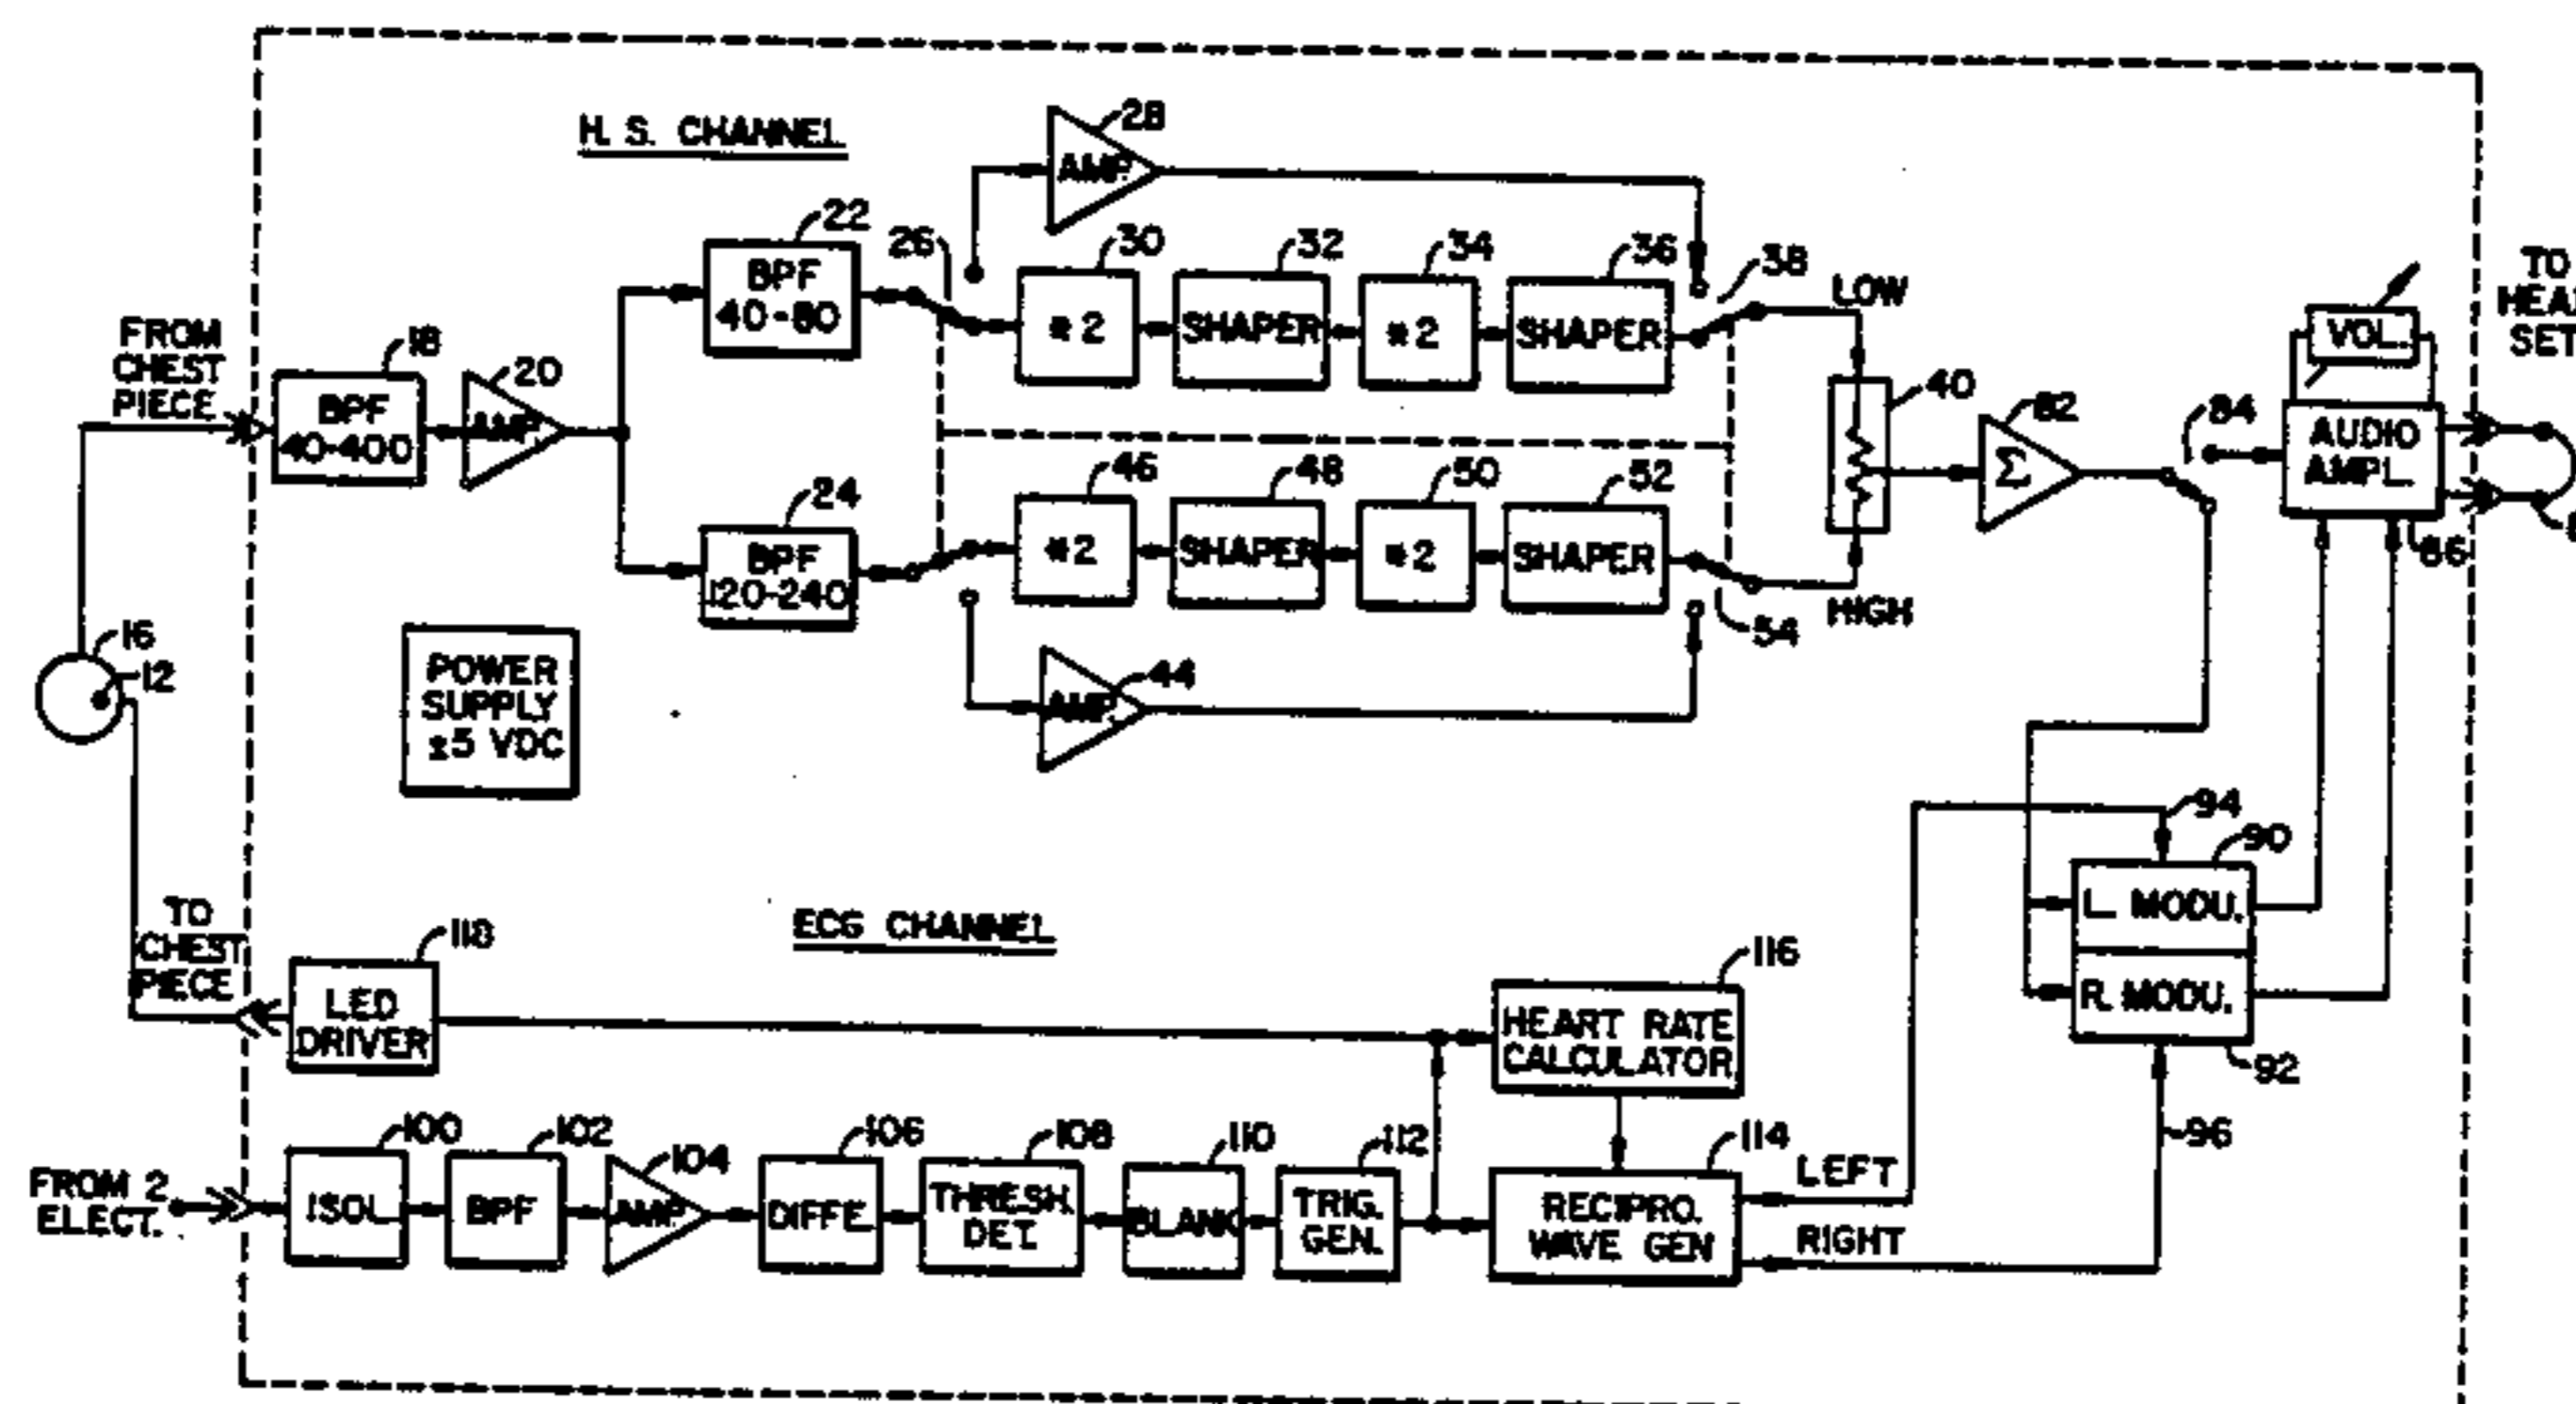 H. S. CHANNEL
28
AMP.
22
BPF
40-80
26
30
*2
32
SHAPER
34
*2
36
SHAPER
38
LOW
TO
SET
VOL.
FROM
CHEST
PIECE
18
BPF
40-400
20
AMP
40
82
Σ
84
AUDIO
AMPL.
86
24
BPF
120-240
46
*2
48
SHAPER
50
*2
52
SHAPER
54
HIGH
16
12
POWER
SUPPLY
±5 VDC
44
AMP.
94
90
L. MODU.
R. MODU.
92
96
TO
CHEST
PIECE
118
LED
DRIVER
ECG CHANNEL
116
HEART RATE
CALCULATOR
FROM 2
ELECT.
100
ISOL
102
BPF
104
AMP
106
DIFFE.
108
THRESH.
DET.
110
BLANK
112
TRIG.
GEN.
114
RECIPRO.
WAVE GEN
LEFT
RIGHT